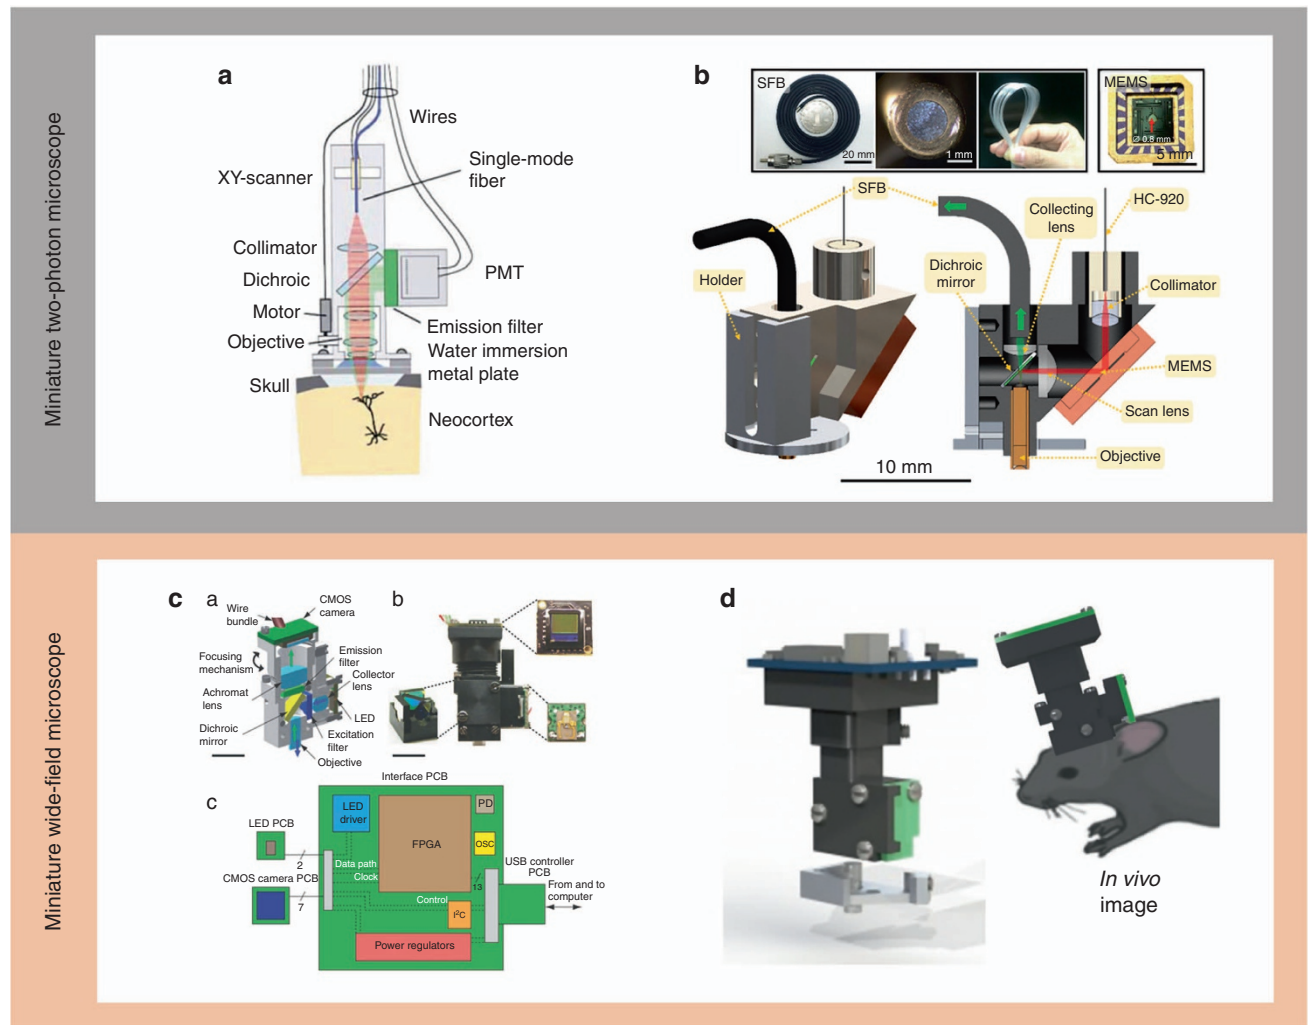 Miniature two-photon microscope
a
Wires
XY-scanner
Single-mode
fiber
Collimator
Dichroic
PMT
Motor
Objective
Emission filter
Water immersion
metal plate
Skull
Neocortex
b
SFB
20 mm
1 mm
MEMS
Ø 0.8 mm
5 mm
SFB
HC-920
Collecting
lens
Dichroic
mirror
Holder
Collimator
MEMS
Scan lens
Objective
10 mm
Miniature wide-field microscope
c
a
Wire
bundle
CMOS
camera
Focusing
mechanism
Emission
filter
Collector
lens
Achromat
lens
LED
Dichroic
mirror
Excitation
filter
Objective
b
c
Interface PCB
LED
driver
PD
LED PCB
FPGA
OSC
2
Data path
Clock
USB controller
PCB
CMOS camera PCB
13
From and to
computer
7
Control
I²C
Power regulators
d
In vivo
image